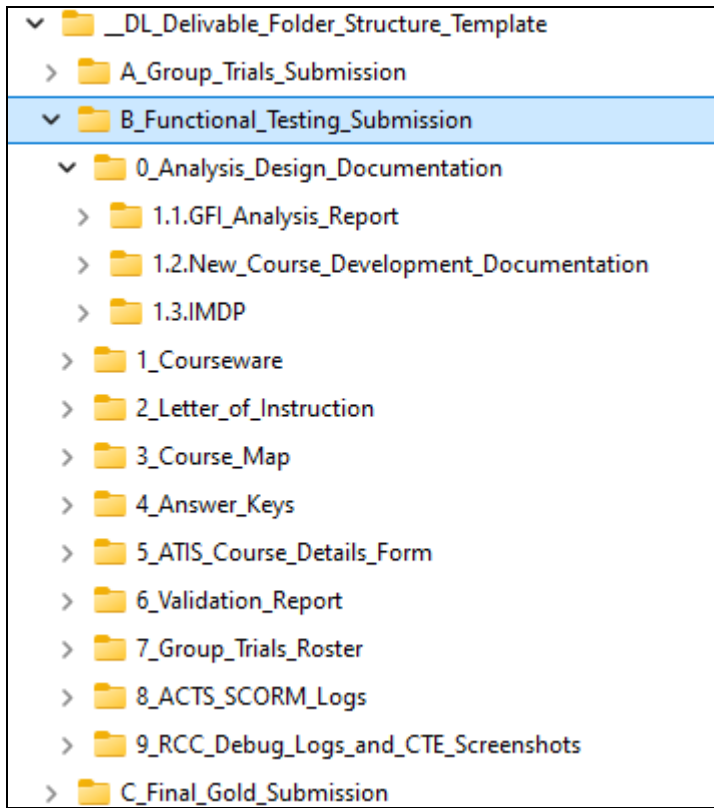 __DL_Delivable_Folder_Structure_Template
A_Group_Trials_Submission
B_Functional_Testing_Submission
0_Analysis_Design_Documentation
1.1.GFI_Analysis_Report
1.2.New_Course_Development_Documentation
1.3.IMDP
1_Courseware
2_Letter_of_Instruction
3_Course_Map
4_Answer_Keys
5_ATIS_Course_Details_Form
6_Validation_Report
7_Group_Trials_Roster
8_ACTS_SCORM_Logs
9_RCC_Debug_Logs_and_CTE_Screenshots
C_Final_Gold_Submission